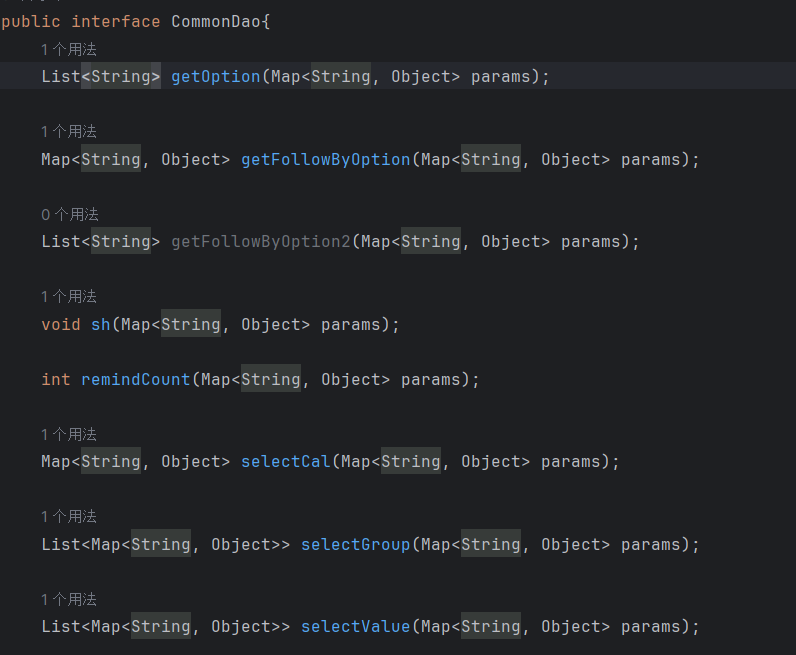 public interface CommonDao{
1个用法
List<String> getOption(Map<String, Object> params);
1个用法
Map<String, Object> getFollowByOption(Map<String, Object> params);
0个用法
List<String> getFollowByOption2(Map<String, Object> params);
1个用法
void sh(Map<String, Object> params);
int remindCount(Map<String, Object> params);
1个用法
Map<String, Object> selectCal(Map<String, Object> params);
1个用法
List<Map<String, Object>> selectGroup(Map<String, Object> params);
1个用法
List<Map<String, Object>> selectValue(Map<String, Object> params);